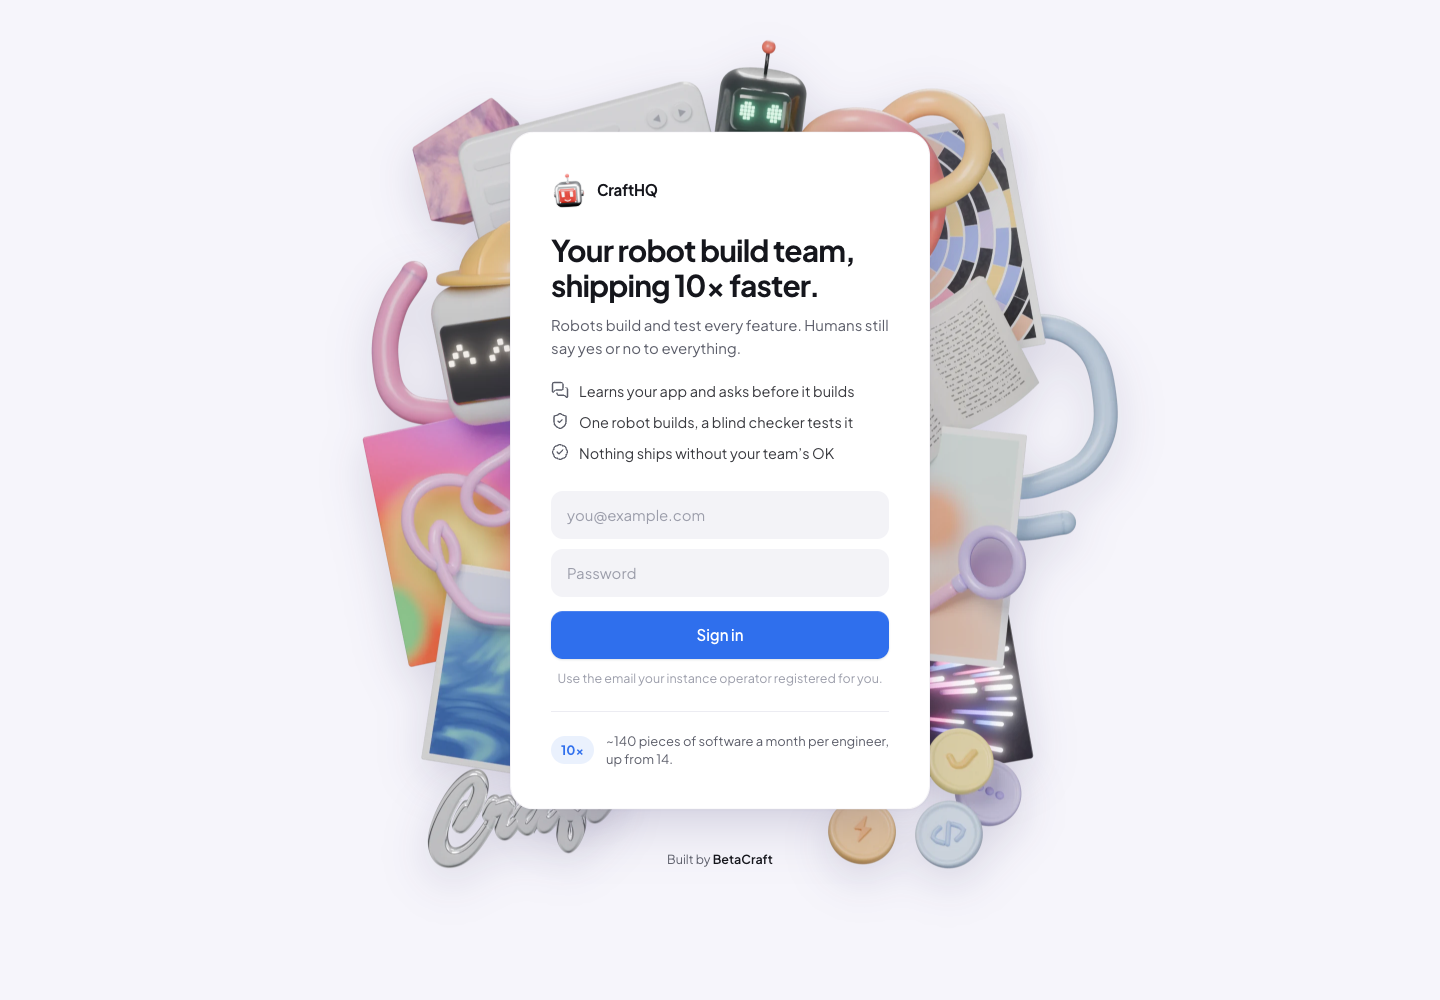 CraftHQ
Your robot build team,
shipping 10× faster.
Robots build and test every feature. Humans still
say yes or no to everything.
Learns your app and asks before it builds
One robot builds, a blind checker tests it
Nothing ships without your team’s OK
you@example.com
Password
Sign in
Use the email your instance operator registered for you.
10×
~140 pieces of software a month per engineer,
up from 14.
Craft
Built by BetaCraft